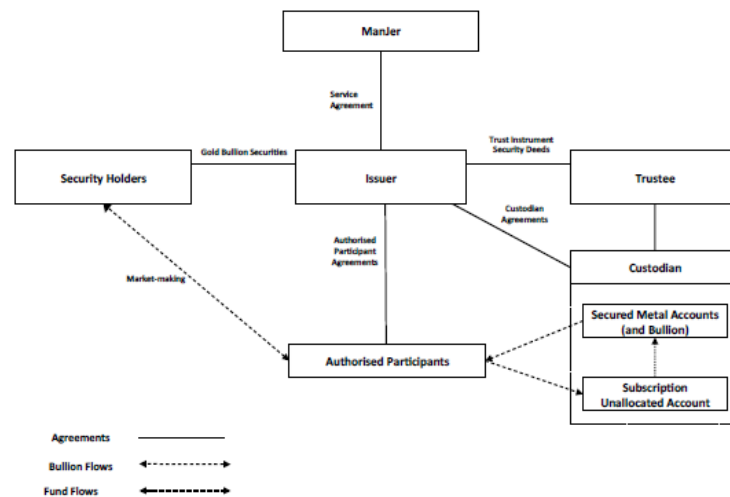 ManJer
Service
Agreement
Gold Bullion Securities
Trust Instrument
Security Deeds
Security Holders
Issuer
Trustee
Custodian
Agreements
Authorised
Participant
Agreements
Custodian
Market-making
Secured Metal Accounts
(and Bullion)
Authorised Participants
Subscription
Unallocated Account
Agreements
Bullion Flows
Fund Flows